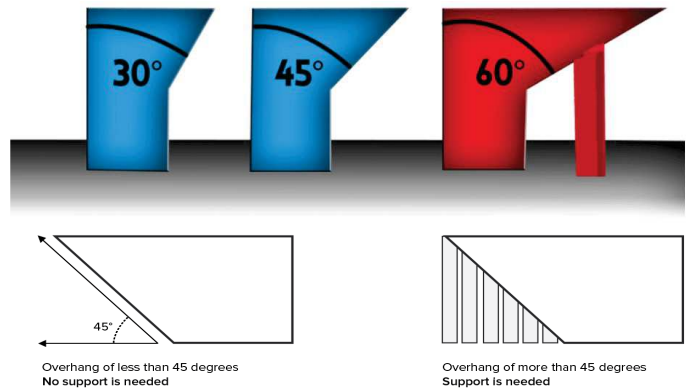 30° 45° 60°
45°
Overhang of less than 45 degrees
No support is needed
Overhang of more than 45 degrees
Support is needed